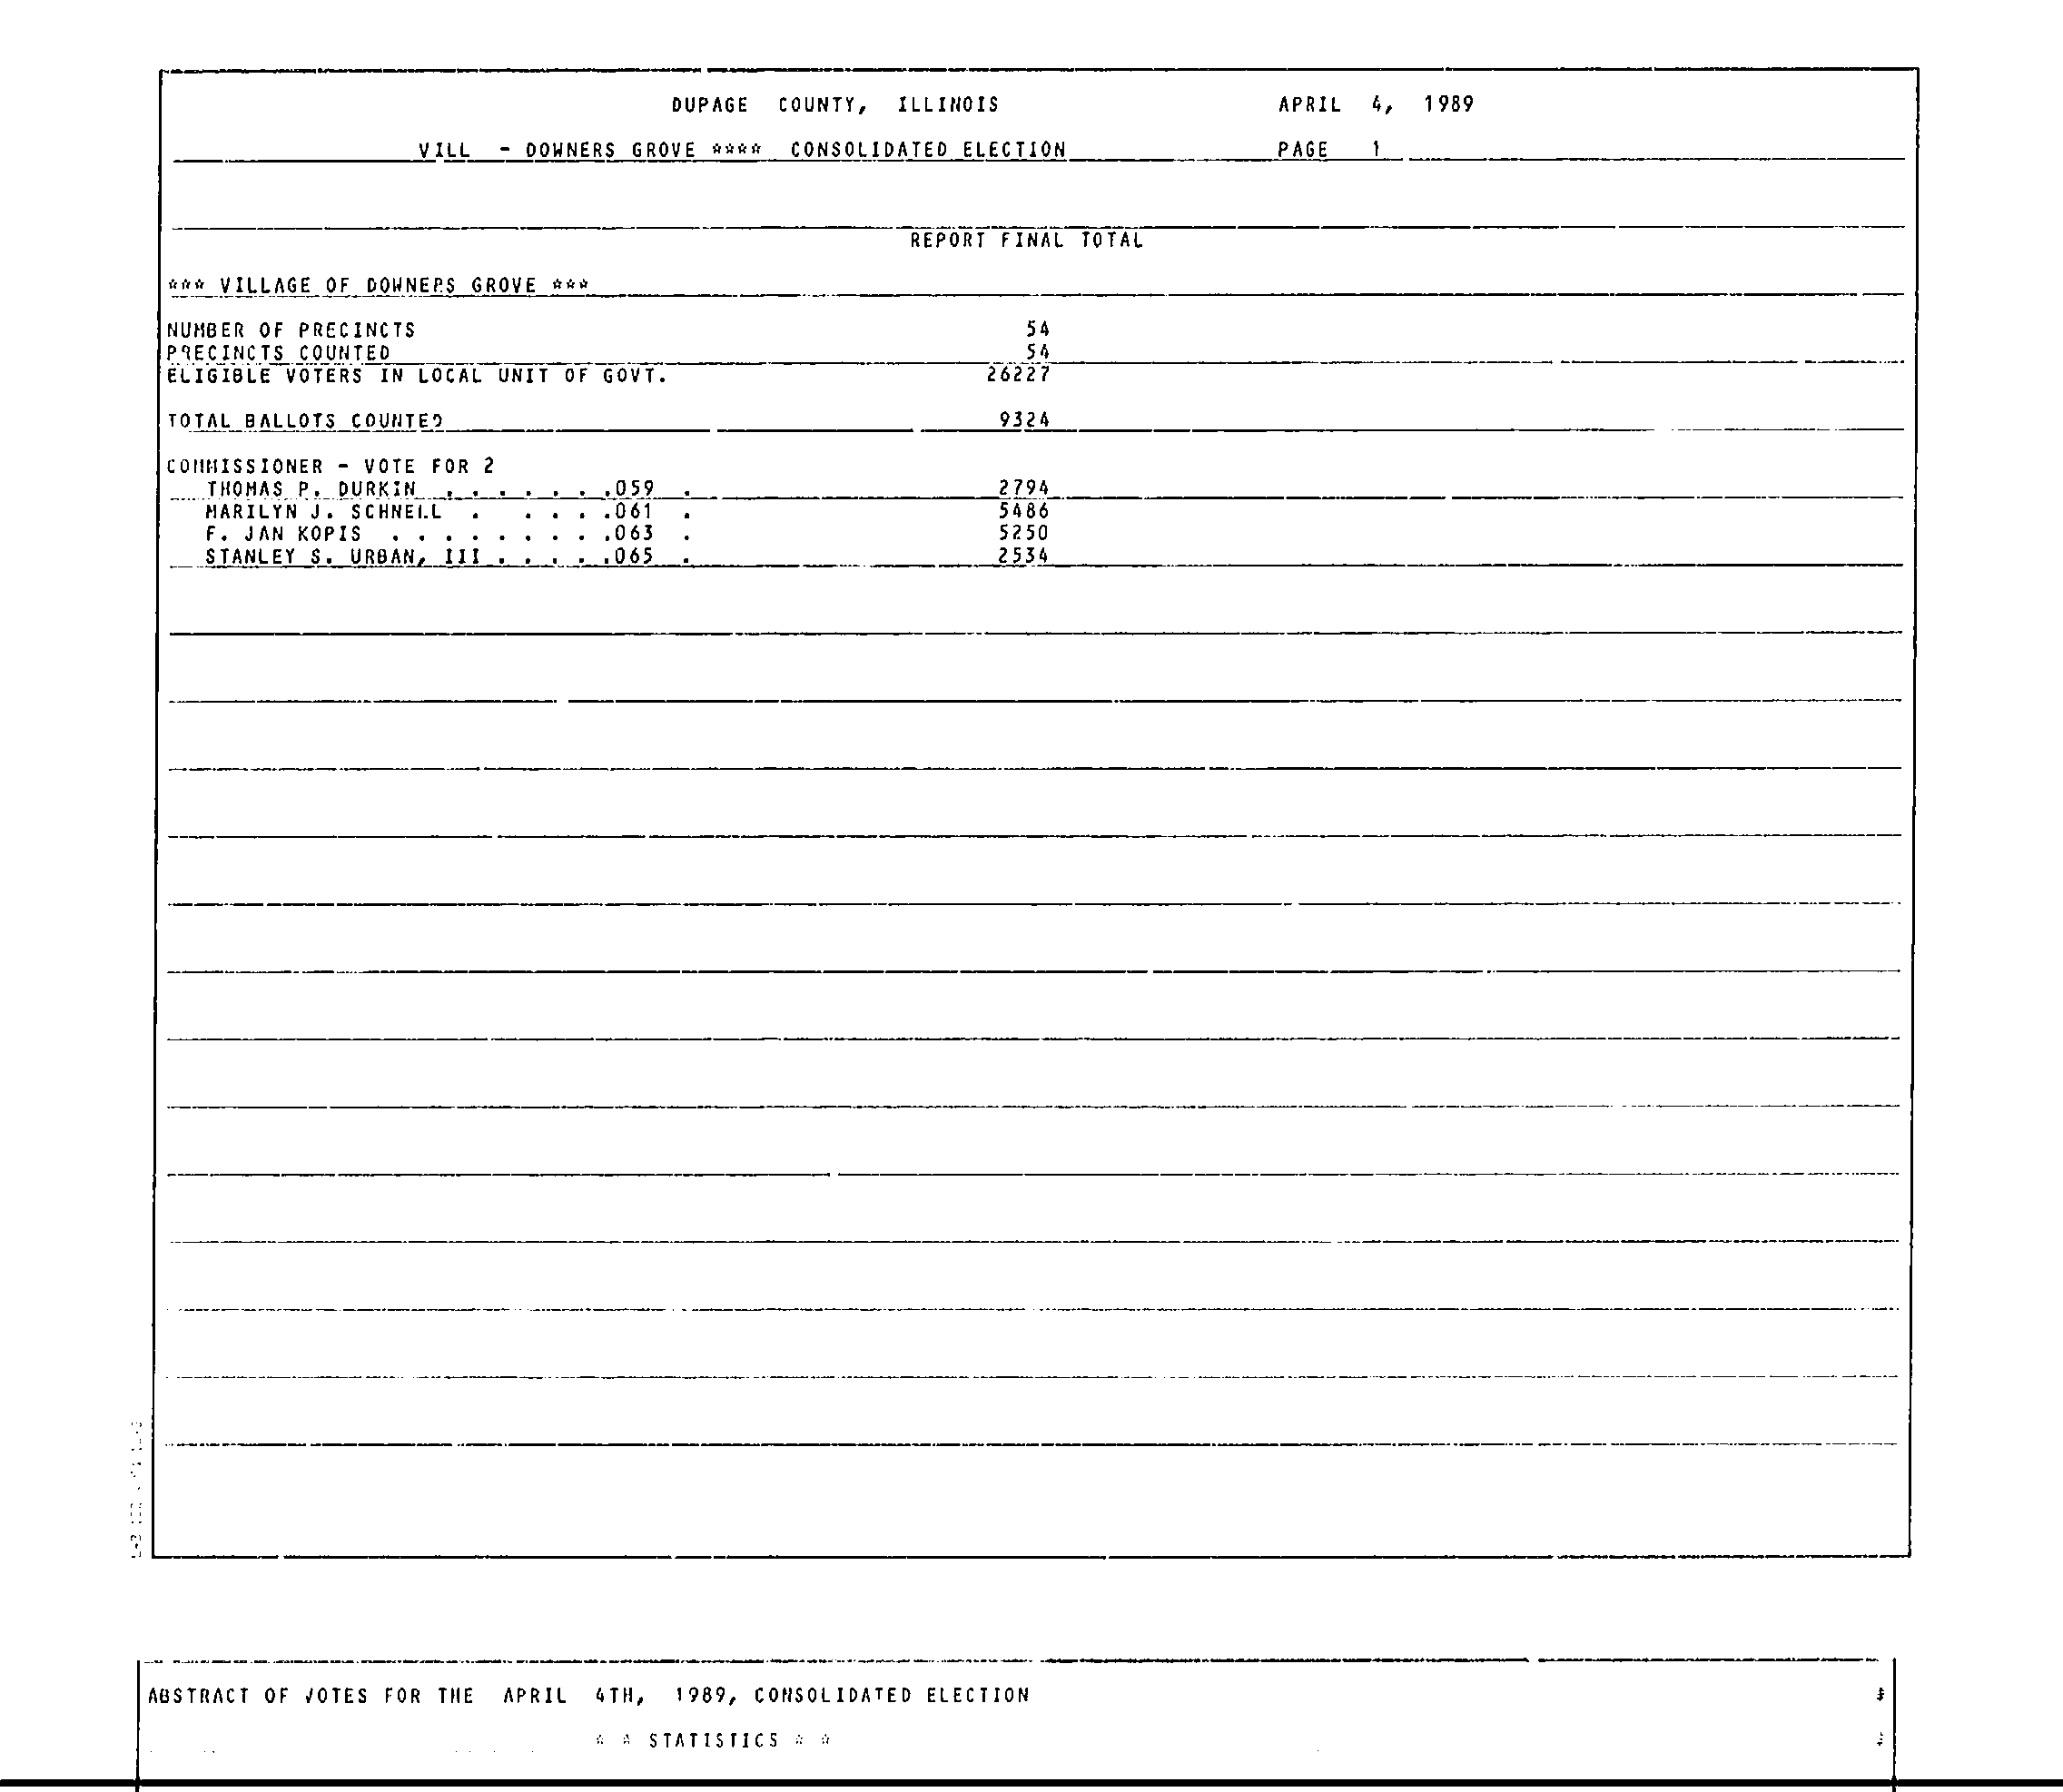 DUPAGE COUNTY, ILLINOIS APRIL 4, 1989
VILL - DOWNERS GROVE **** CONSOLIDATED ELECTION PAGE 1
REPORT FINAL TOTAL
*** VILLAGE OF DOWNERS GROVE ***
NUMBER OF PRECINCTS 54
PRECINCTS COUNTED 54
ELIGIBLE VOTERS IN LOCAL UNIT OF GOVT. 26227
TOTAL BALLOTS COUNTED 9324
COMMISSIONER - VOTE FOR 2
THOMAS P. DURKIN . . . . . . .059 . 2794
MARILYN J. SCHNELL . . . . .061 . 5486
F. JAN KOPIS . . . . . . . . .063 . 5250
STANLEY S. URBAN, III . . . . .065 . 2534
ABSTRACT OF VOTES FOR THE APRIL 4TH, 1989, CONSOLIDATED ELECTION
* * STATISTICS * *